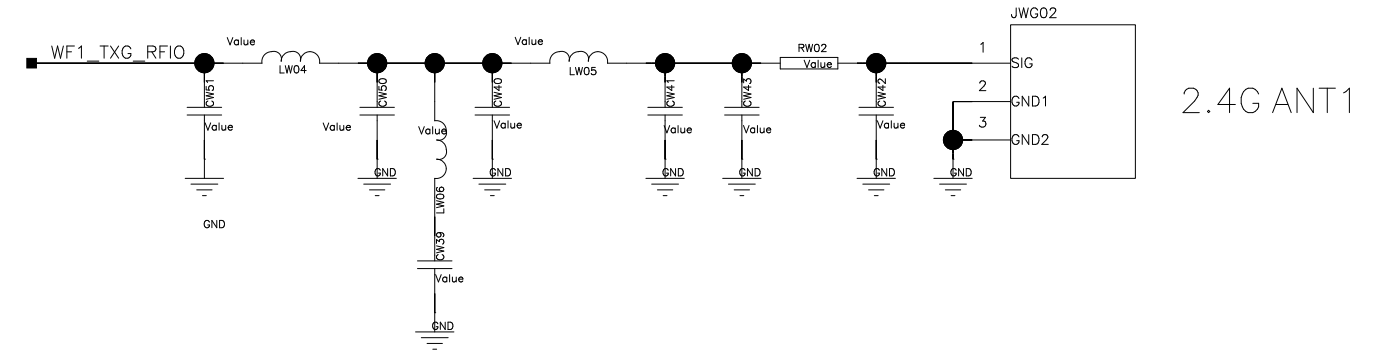 JWG02
WF1_TXG_RFIO
Value
LW04
Value
LW05
RW02
Value
1
SIG
2
GND1
3
GND2
2.4G ANT1
CW51
Value
GND
CW50
Value
GND
Value
LW06
CW39
Value
GND
CW40
Value
GND
CW41
Value
GND
CW43
Value
GND
CW42
Value
GND
GND